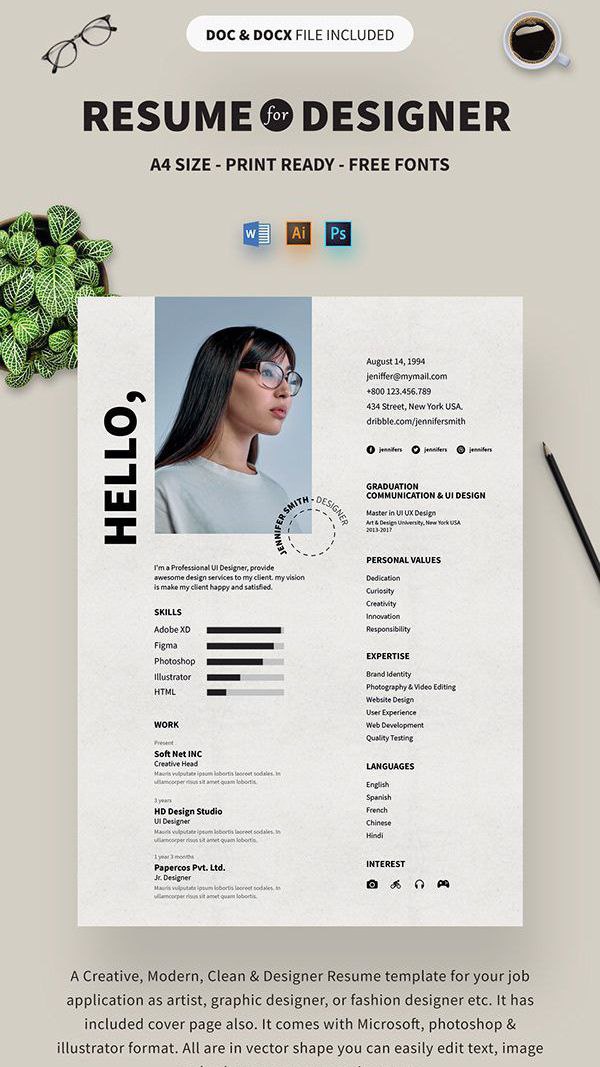 DOC & DOCX FILE INCLUDED
RESUME for DESIGNER
A4 SIZE - PRINT READY - FREE FONTS
W Ai Ps
HELLO,
JENNIFER SMITH - DESIGNER
I'm a Professional UI Designer, provide
awesome design services to my client. my vision
is make my client happy and satisfied.
SKILLS
Adobe XD
Figma
Photoshop
Illustrator
HTML
WORK
Present
Soft Net INC
Creative Head
Mauris vulputate ipsum lobortis laoreet sodales. In
ullamcorper risus sit amet quam lobortis.
3 years
HD Design Studio
UI Designer
Mauris vulputate ipsum lobortis laoreet sodales. In
ullamcorper risus sit amet quam lobortis.
1 year 3 months
Papercos Pvt. Ltd.
Jr. Designer
Mauris vulputate ipsum lobortis laoreet sodales. In
ullamcorper risus sit amet quam lobortis.
August 14, 1994
jeniffer@mymail.com
+800 123.456.789
434 Street, New York USA.
dribble.com/jennifersmith
jennifers jennifers jennifers
GRADUATION
COMMUNICATION & UI DESIGN
Master in UI UX Design
Art & Design University, New York USA
2013-2017
PERSONAL VALUES
Dedication
Curiosity
Creativity
Innovation
Responsibility
EXPERTISE
Brand Identity
Photography & Video Editing
Website Design
User Experience
Web Development
Quality Testing
LANGUAGES
English
Spanish
French
Chinese
Hindi
INTEREST
A Creative, Modern, Clean & Designer Resume template for your job
application as artist, graphic designer, or fashion designer etc. It has
included cover page also. It comes with Microsoft, photoshop &
illustrator format. All are in vector shape you can easily edit text, image